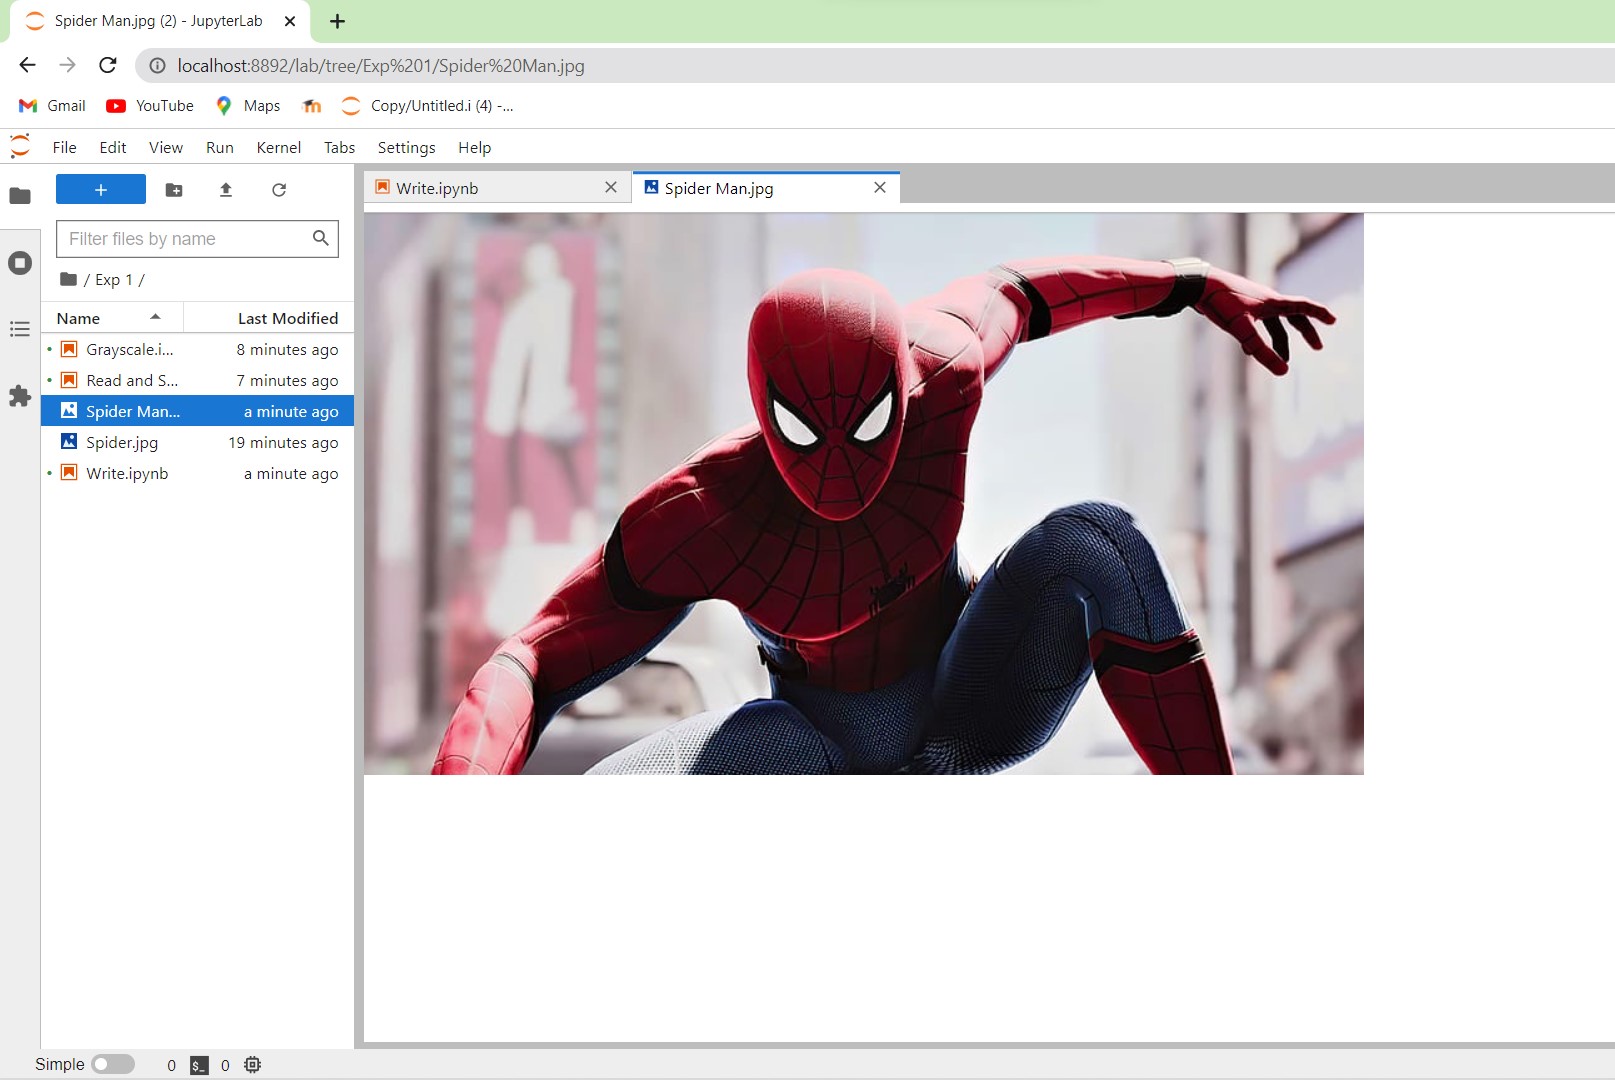 Spider Man.jpg (2) - JupyterLab
localhost:8892/lab/tree/Exp%201/Spider%20Man.jpg
Gmail YouTube Maps Copy/Untitled.i (4) -...
File Edit View Run Kernel Tabs Settings Help
Write.ipynb Spider Man.jpg
Filter files by name
/ Exp 1 /
Name Last Modified
Grayscale.i... 8 minutes ago
Read and S... 7 minutes ago
Spider Man... a minute ago
Spider.jpg 19 minutes ago
Write.ipynb a minute ago
Simple 0 $_ 0